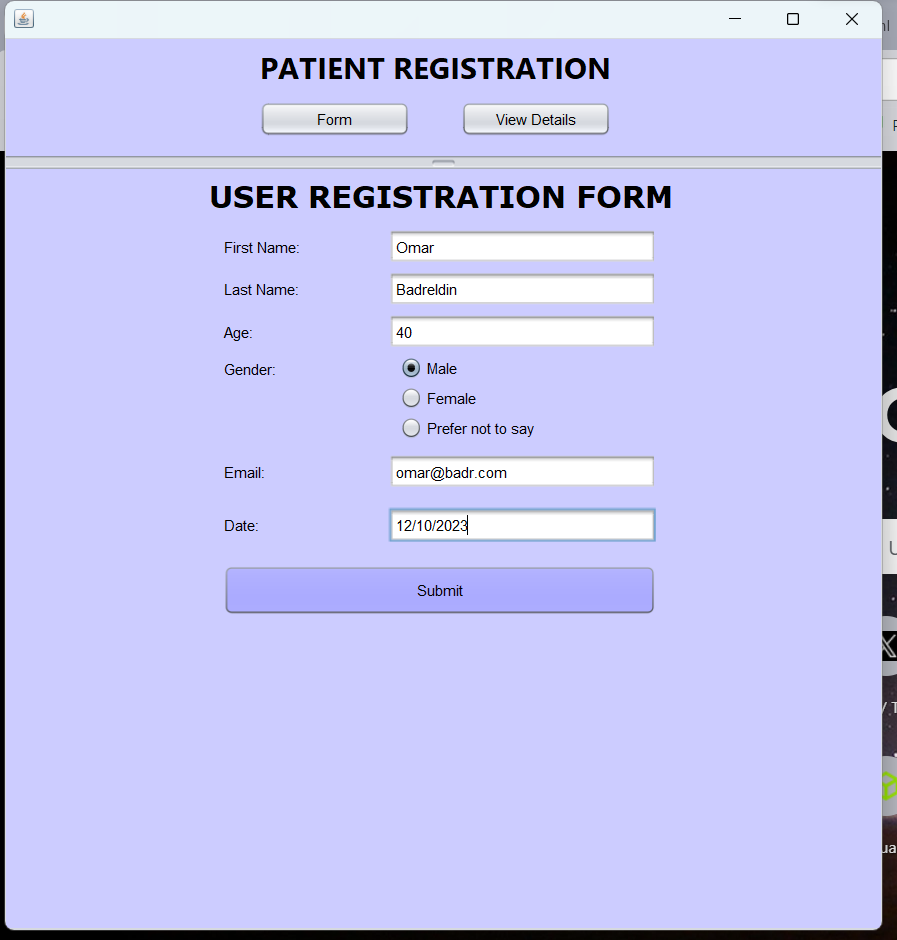 PATIENT REGISTRATION
Form View Details
USER REGISTRATION FORM
First Name: Omar
Last Name: Badreldin
Age: 40
Gender: Male
Female
Prefer not to say
Email: omar@badr.com
Date: 12/10/2023
Submit